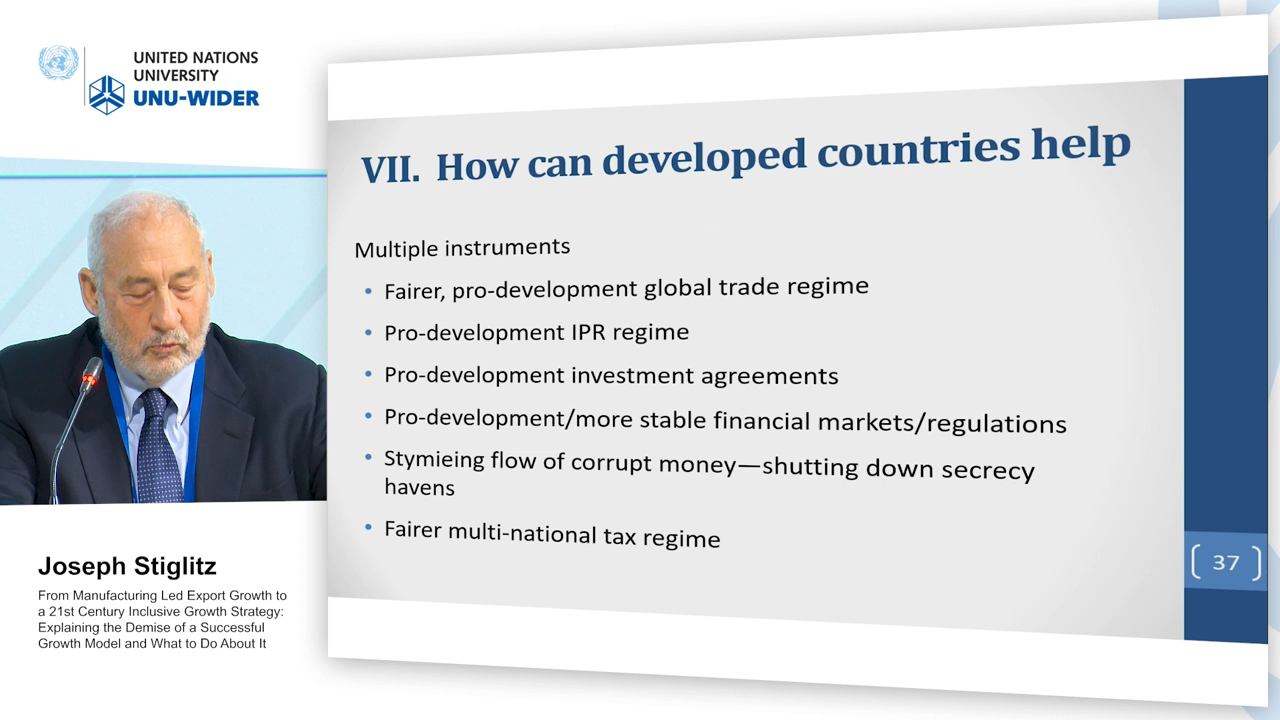 UNITED NATIONS
UNIVERSITY
UNU-WIDER
VII. How can developed countries help
Multiple instruments
• Fairer, pro-development global trade regime
• Pro-development IPR regime
• Pro-development investment agreements
• Pro-development/more stable financial markets/regulations
• Stymieing flow of corrupt money—shutting down secrecy
havens
• Fairer multi-national tax regime
37
Joseph Stiglitz
From Manufacturing Led Export Growth to
a 21st Century Inclusive Growth Strategy:
Explaining the Demise of a Successful
Growth Model and What to Do About It